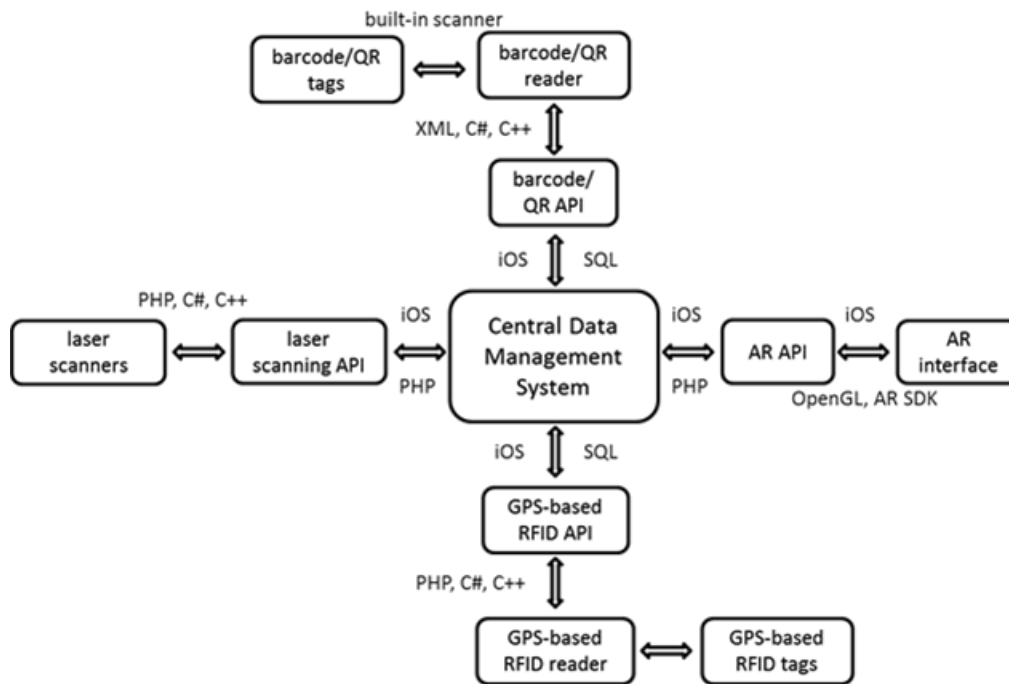 built-in scanner
barcode/QR
tags
barcode/QR
reader
XML, C#, C++
barcode/
QR API
iOS
SQL
PHP, C#, C++
laser
scanners
laser
scanning API
iOS
PHP
Central Data
Management
System
iOS
PHP
AR API
iOS
OpenGL, AR SDK
AR
interface
iOS
SQL
GPS-based
RFID API
PHP, C#, C++
GPS-based
RFID reader
GPS-based
RFID tags